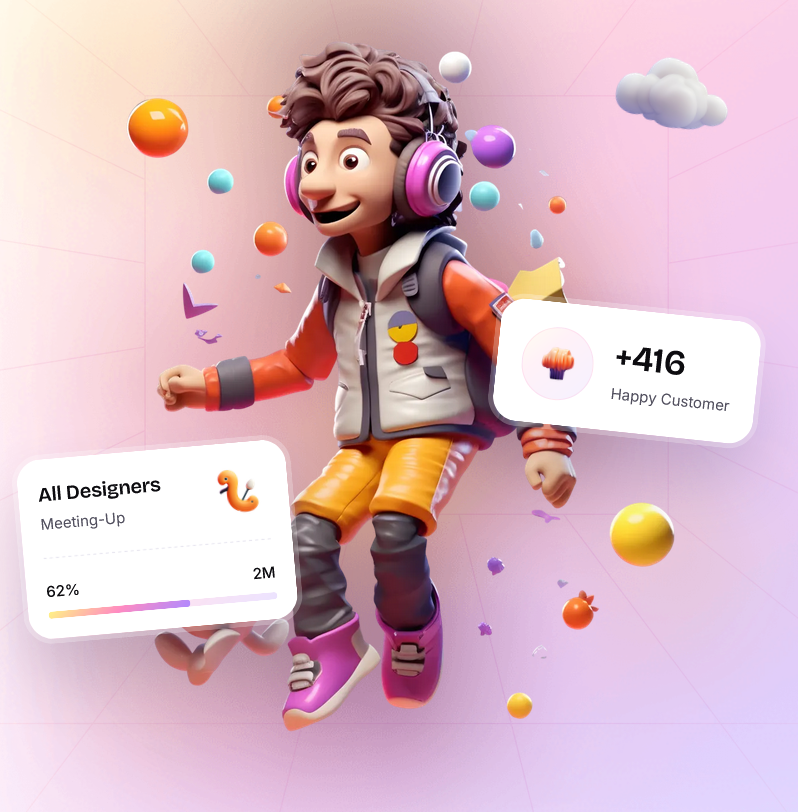 +416
Happy Customer
All Designers
Meeting-Up
62%
2M